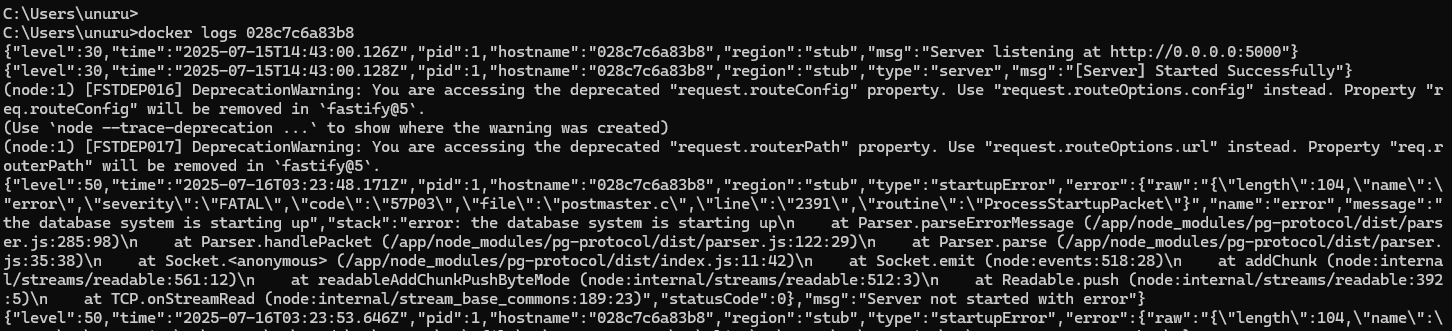 C:\Users\unuru>
C:\Users\unuru>docker logs 028c7c6a83b8
{"level":30,"time":"2025-07-15T14:43:00.126Z","pid":1,"hostname":"028c7c6a83b8","region":"stub","msg":"Server listening at http://0.0.0.0:5000"}
{"level":30,"time":"2025-07-15T14:43:00.128Z","pid":1,"hostname":"028c7c6a83b8","region":"stub","type":"server","msg":"[Server] Started Successfully"}
(node:1) [FSTDEP016] DeprecationWarning: You are accessing the deprecated "request.routeConfig" property. Use "request.routeOptions.config" instead. Property "r
eq.routeConfig" will be removed in `fastify@5`.
(Use `node --trace-deprecation ...` to show where the warning was created)
(node:1) [FSTDEP017] DeprecationWarning: You are accessing the deprecated "request.routerPath" property. Use "request.routeOptions.url" instead. Property "req.r
outerPath" will be removed in `fastify@5`.
{"level":50,"time":"2025-07-16T03:23:48.171Z","pid":1,"hostname":"028c7c6a83b8","region":"stub","type":"startupError","error":{"raw":"{\"length\":104,\"name\":\
"error\",\"severity\":\"FATAL\",\"code\":\"57P03\",\"file\":\"postmaster.c\",\"line\":\"2391\",\"routine\":\"ProcessStartupPacket\"}","name":"error","message":"
the database system is starting up","stack":"error: the database system is starting up\n    at Parser.parseErrorMessage (/app/node_modules/pg-protocol/dist/pars
er.js:285:98)\n    at Parser.handlePacket (/app/node_modules/pg-protocol/dist/parser.js:122:29)\n    at Parser.parse (/app/node_modules/pg-protocol/dist/parser.
js:35:38)\n    at Socket.<anonymous> (/app/node_modules/pg-protocol/dist/index.js:11:42)\n    at Socket.emit (node:events:518:28)\n    at addChunk (node:interna
l/streams/readable:561:12)\n    at readableAddChunkPushByteMode (node:internal/streams/readable:512:3)\n    at Readable.push (node:internal/streams/readable:392
:5)\n    at TCP.onStreamRead (node:internal/stream_base_commons:189:23)","statusCode":0},"msg":"Server not started with error"}
{"level":50,"time":"2025-07-16T03:23:53.646Z","pid":1,"hostname":"028c7c6a83b8","region":"stub","type":"startupError","error":{"raw":"{\"length\":104,\"name\":\